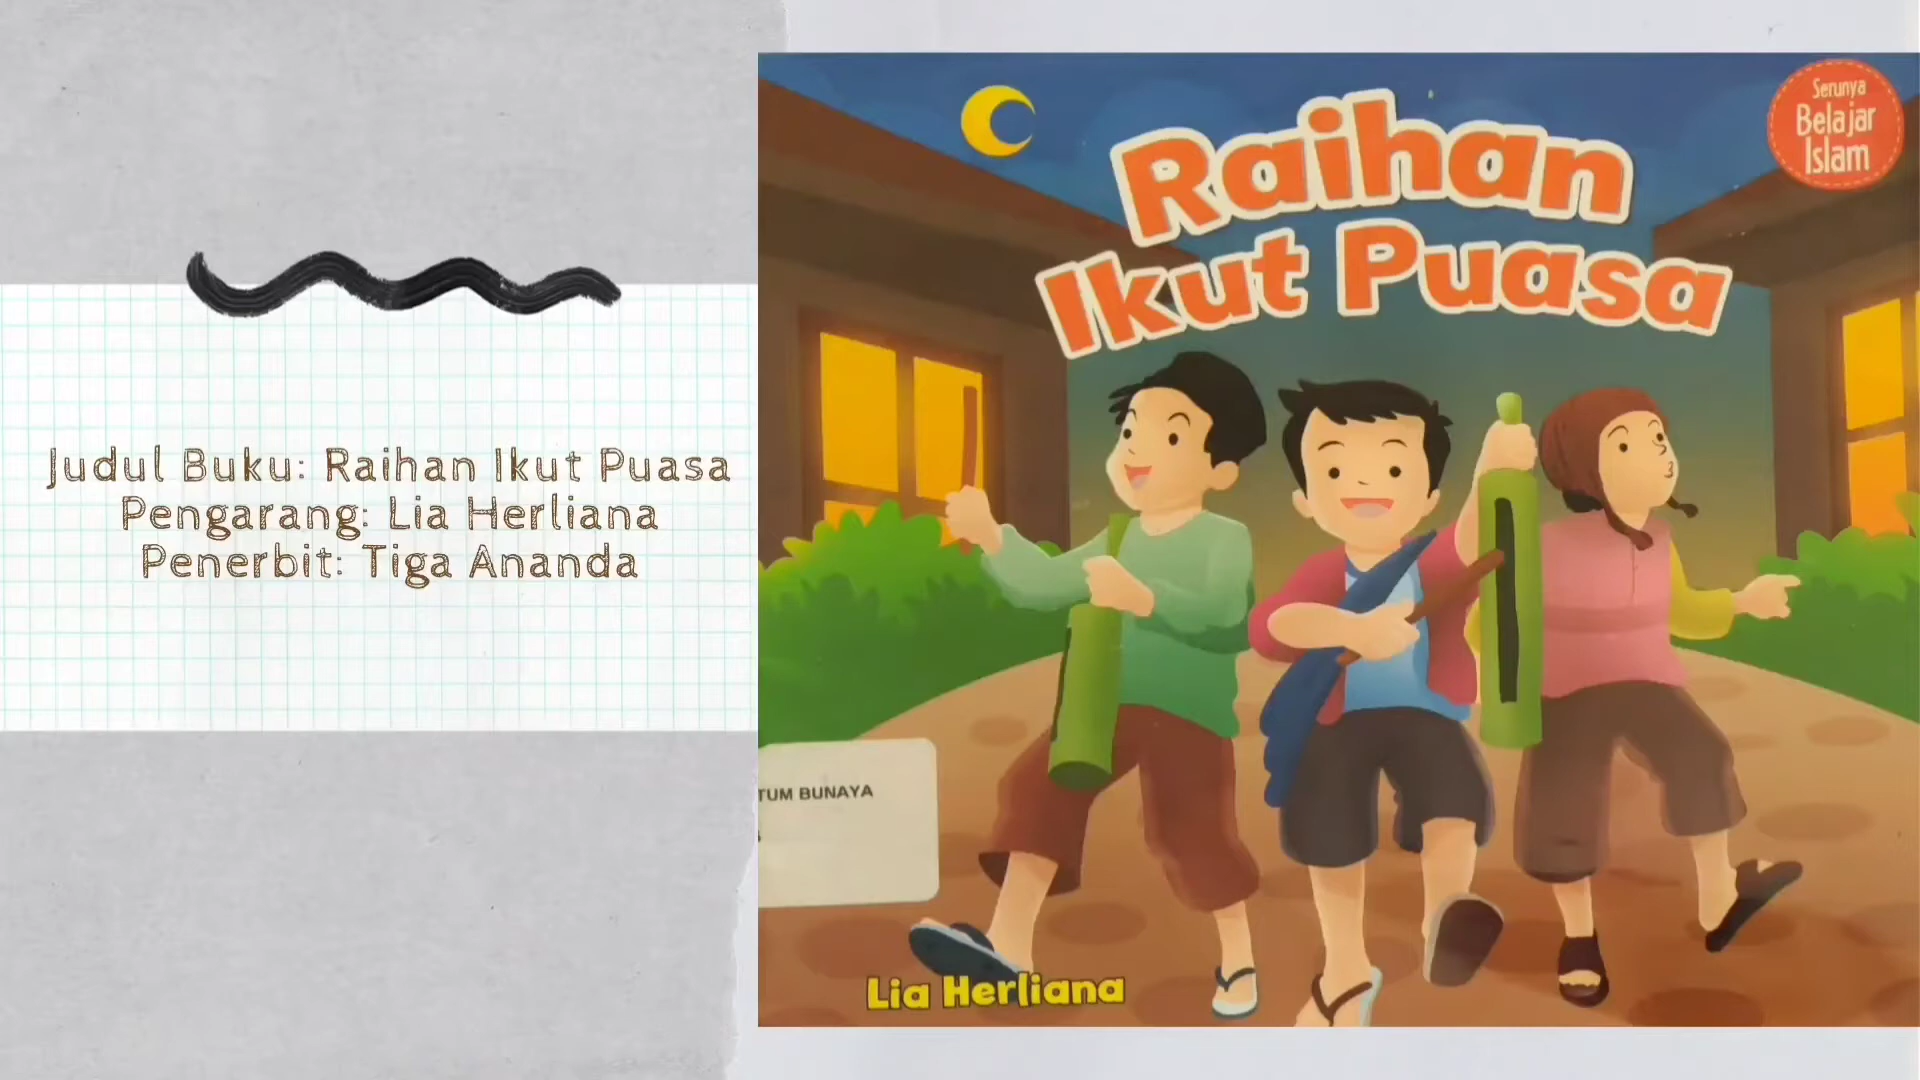 Judul Buku: Raihan Ikut Puasa
Pengarang: Lia Herliana
Penerbit: Tiga Ananda
Raihan
Ikut Puasa
Serunya
Belajar
Islam
TUM BUNAYA
Lia Herliana